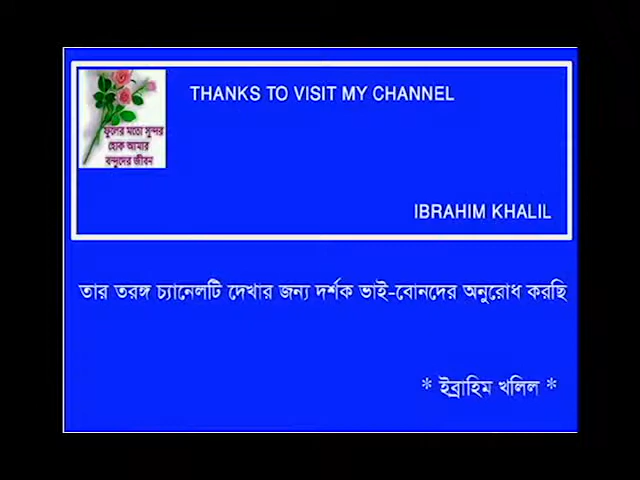 THANKS TO VISIT MY CHANNEL
ফুলের মতো সুন্দর
হোক আমার
বন্দুদের জীবন
IBRAHIM KHALIL
তার তরঙ্গ চ্যানেলটি দেখার জন্য দর্শক ভাই-বোনদের অনুরোধ করছি
* ইব্রাহিম খলিল *